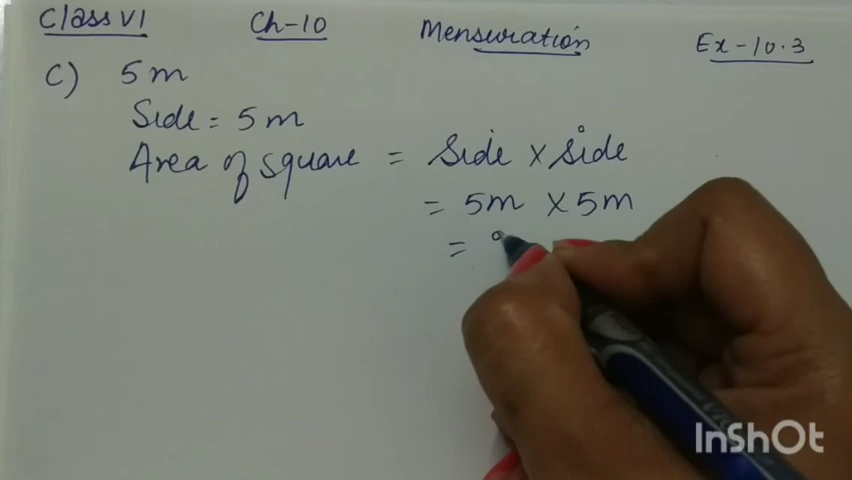 Class VI Ch-10 Mensuration Ex-10.3
C) 5m
Side = 5m
Area of square = Side × Side
= 5m × 5m
=
InShOt